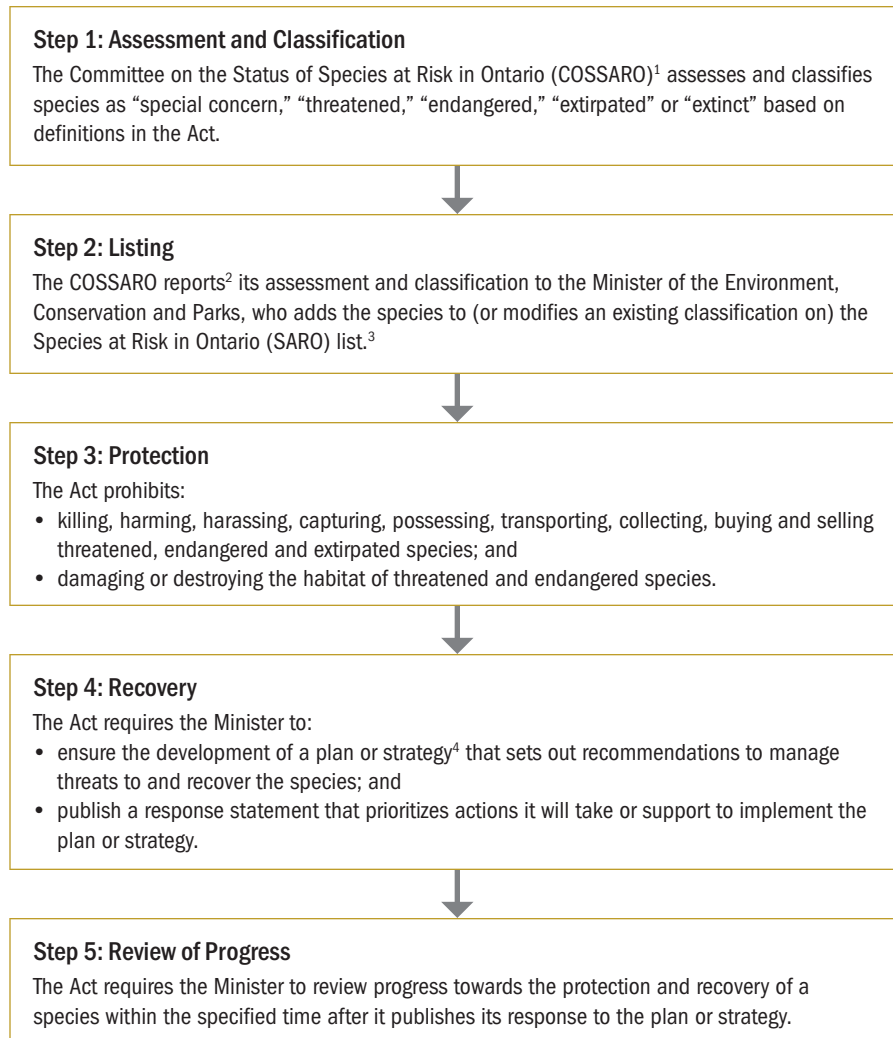 Step 1: Assessment and Classification
The Committee on the Status of Species at Risk in Ontario (COSSARO)¹ assesses and classifies
species as “special concern,” “threatened,” “endangered,” “extirpated” or “extinct” based on
definitions in the Act.
Step 2: Listing
The COSSARO reports² its assessment and classification to the Minister of the Environment,
Conservation and Parks, who adds the species to (or modifies an existing classification on) the
Species at Risk in Ontario (SARO) list.³
Step 3: Protection
The Act prohibits:
• killing, harming, harassing, capturing, possessing, transporting, collecting, buying and selling
threatened, endangered and extirpated species; and
• damaging or destroying the habitat of threatened and endangered species.
Step 4: Recovery
The Act requires the Minister to:
• ensure the development of a plan or strategy⁴ that sets out recommendations to manage
threats to and recover the species; and
• publish a response statement that prioritizes actions it will take or support to implement the
plan or strategy.
Step 5: Review of Progress
The Act requires the Minister to review progress towards the protection and recovery of a
species within the specified time after it publishes its response to the plan or strategy.